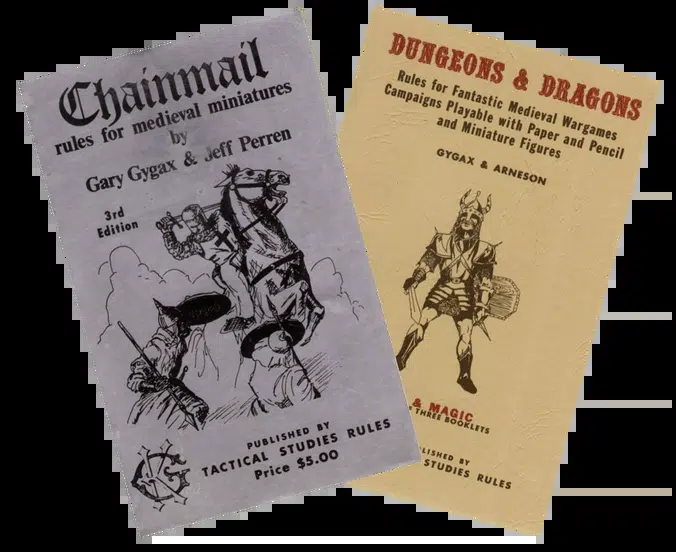 Chainmail
rules for medieval miniatures
by
Gary Gygax & Jeff Perren
3rd
Edition
PUBLISHED BY
TACTICAL STUDIES RULES
Price $5.00
DUNGEONS & DRAGONS
Rules for Fantastic Medieval Wargames
Campaigns Playable with Paper and Pencil
and Miniature Figures
GYGAX & ARNESON
& MAGIC
THREE BOOKLETS
BY
STUDIES RULES